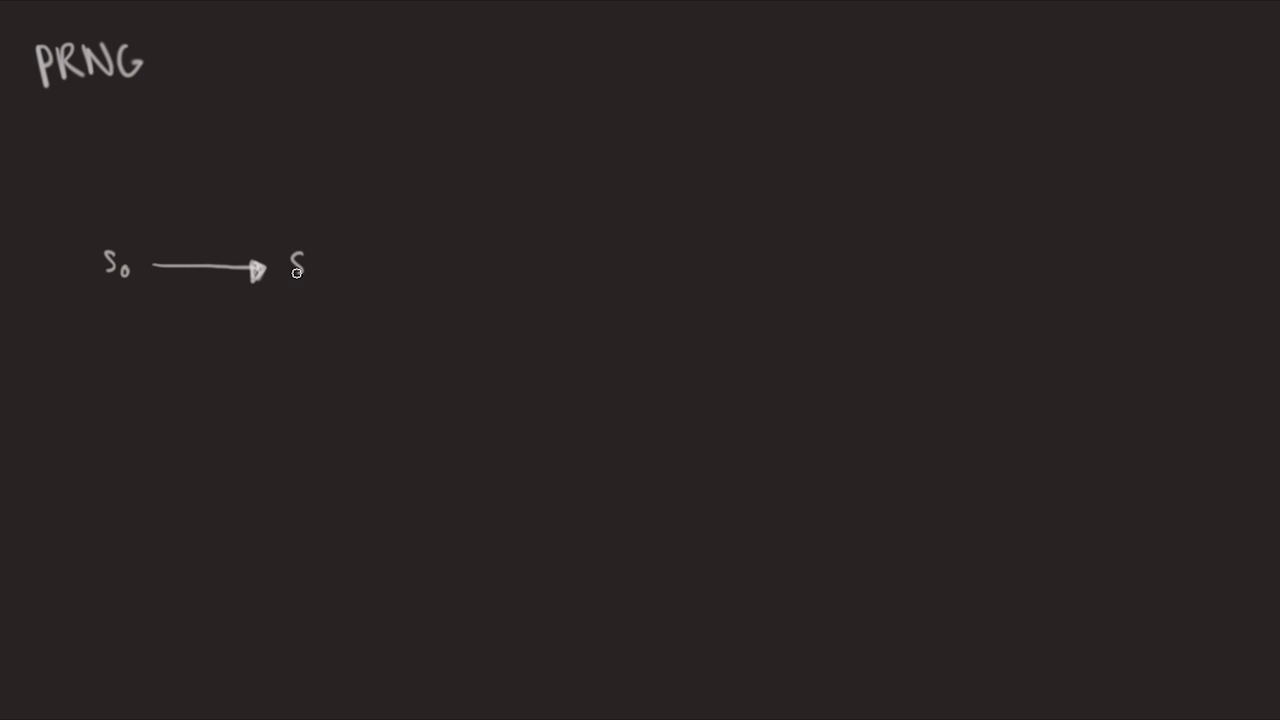 PRNG
S₀ → S